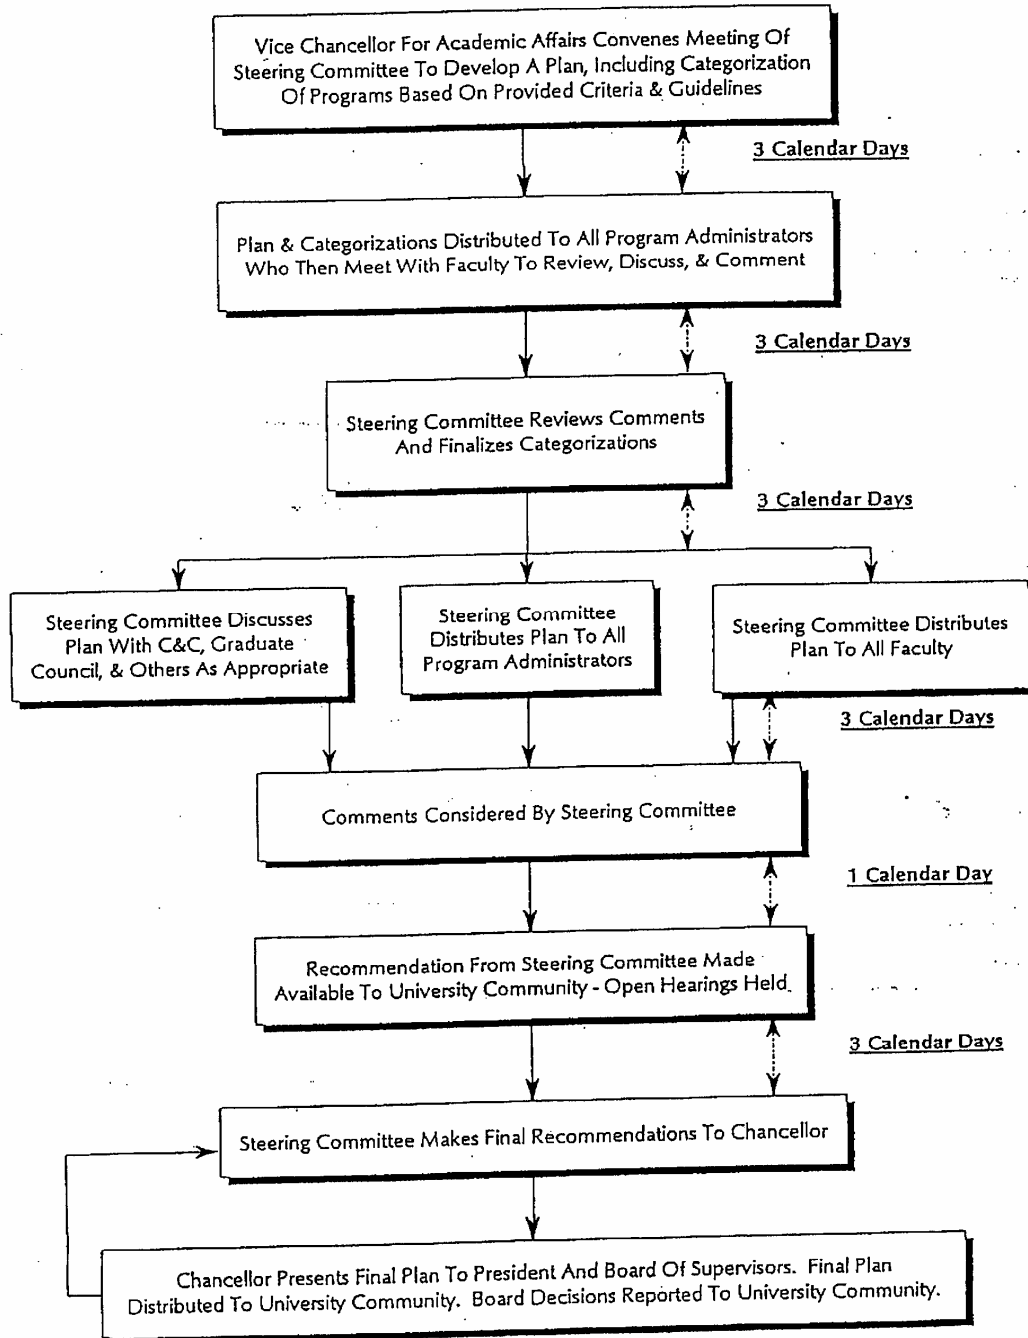 Vice Chancellor For Academic Affairs Convenes Meeting Of
Steering Committee To Develop A Plan, Including Categorization
Of Programs Based On Provided Criteria & Guidelines
3 Calendar Days
Plan & Categorizations Distributed To All Program Administrators
Who Then Meet With Faculty To Review, Discuss, & Comment
3 Calendar Days
Steering Committee Reviews Comments
And Finalizes Categorizations
3 Calendar Days
Steering Committee Discusses
Plan With C&C, Graduate
Council, & Others As Appropriate
Steering Committee
Distributes Plan To All
Program Administrators
Steering Committee Distributes
Plan To All Faculty
3 Calendar Days
Comments Considered By Steering Committee
1 Calendar Day
Recommendation From Steering Committee Made
Available To University Community - Open Hearings Held
3 Calendar Days
Steering Committee Makes Final Recommendations To Chancellor
Chancellor Presents Final Plan To President And Board Of Supervisors. Final Plan
Distributed To University Community. Board Decisions Reported To University Community.